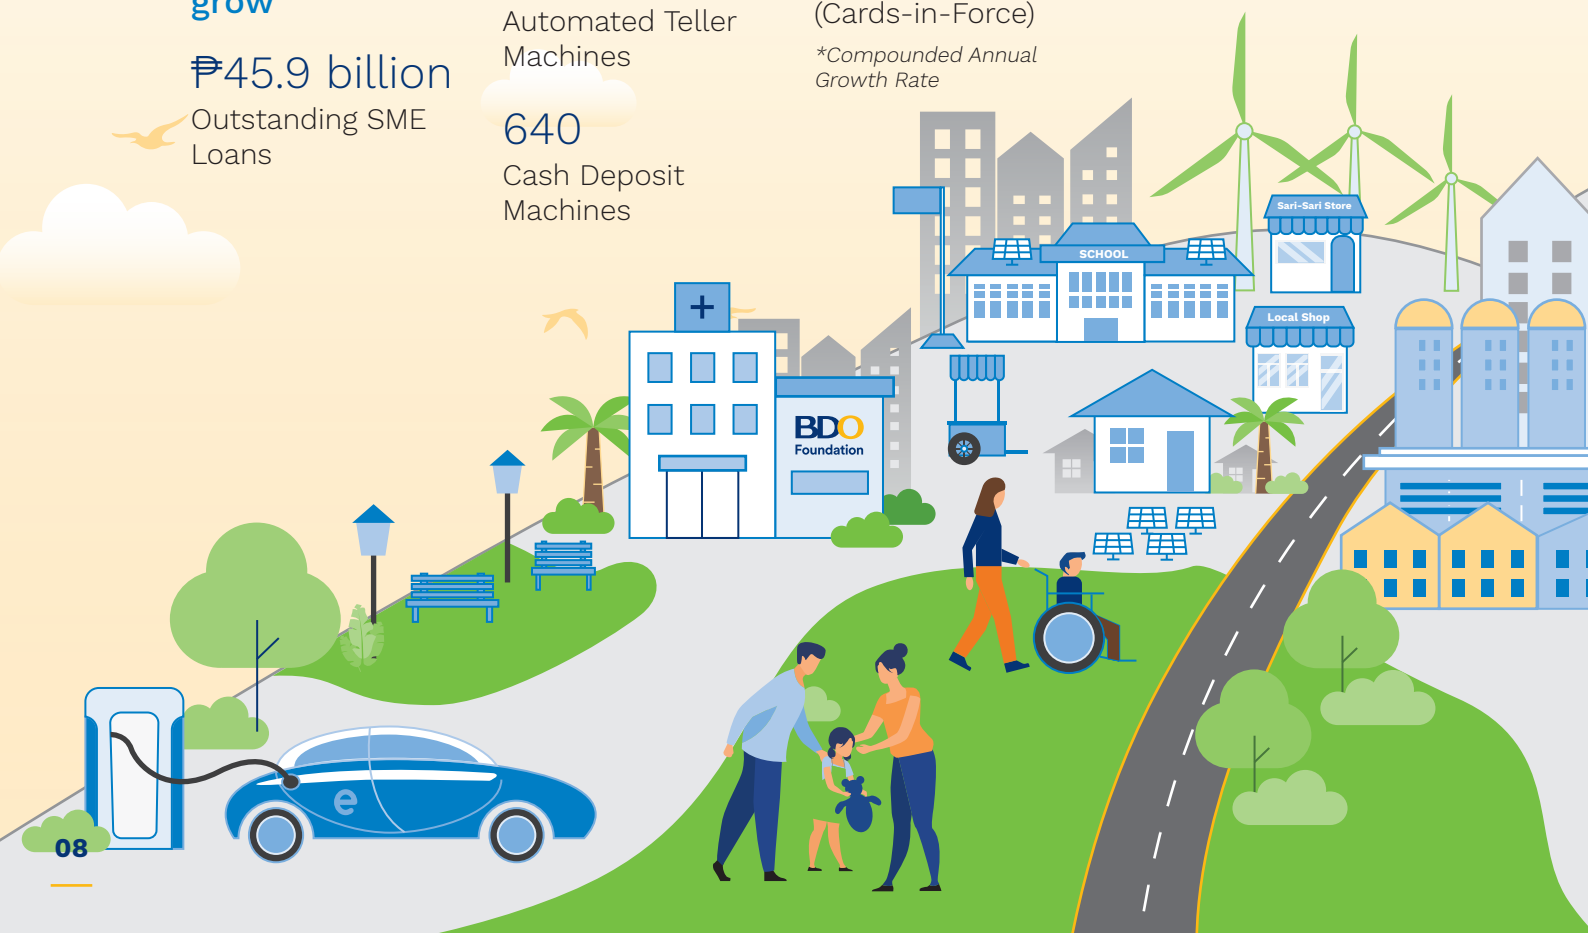 grow
₱45.9 billion
Outstanding SME
Loans
Automated Teller
Machines
640
Cash Deposit
Machines
(Cards-in-Force)
*Compounded Annual
Growth Rate
Sari-Sari Store
SCHOOL
Local Shop
+
BDO
Foundation
e
08